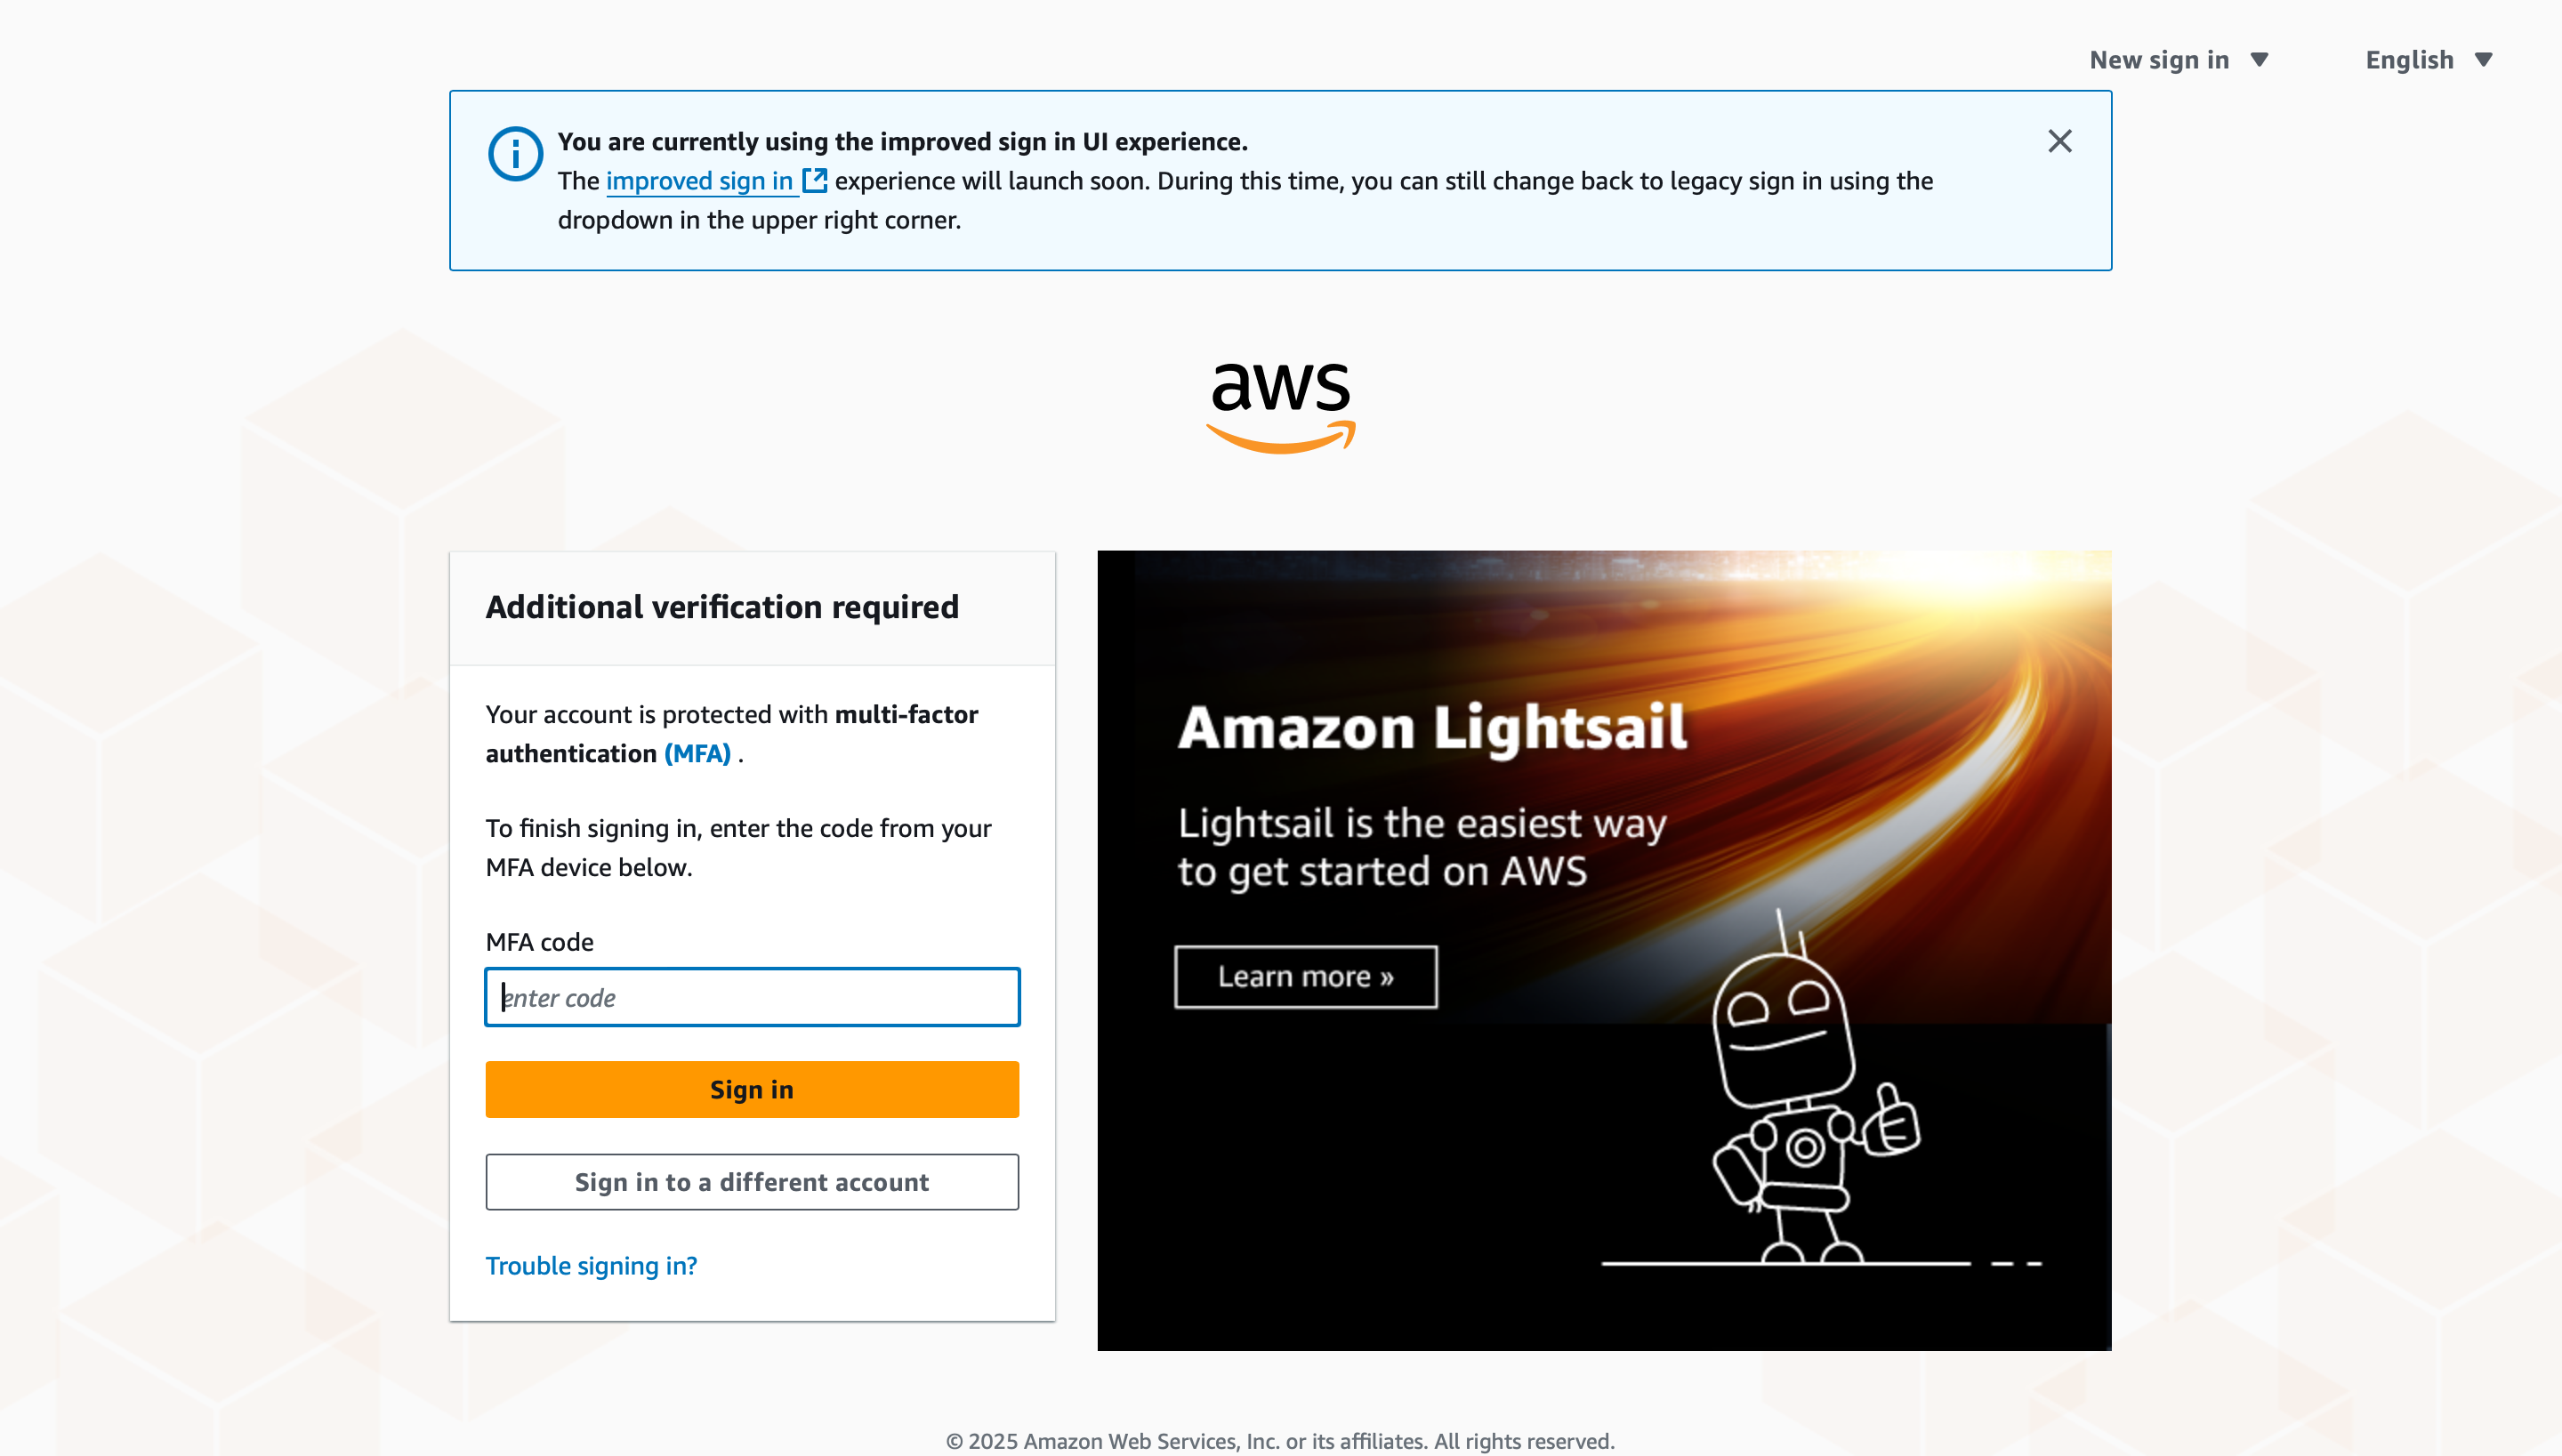 New sign in
English
You are currently using the improved sign in UI experience.
The improved sign in experience will launch soon. During this time, you can still change back to legacy sign in using the
dropdown in the upper right corner.
aws
Additional verification required
Your account is protected with multi-factor
authentication (MFA) .
To finish signing in, enter the code from your
MFA device below.
MFA code
enter code
Sign in
Sign in to a different account
Trouble signing in?
Amazon Lightsail
Lightsail is the easiest way
to get started on AWS
Learn more »
© 2025 Amazon Web Services, Inc. or its affiliates. All rights reserved.